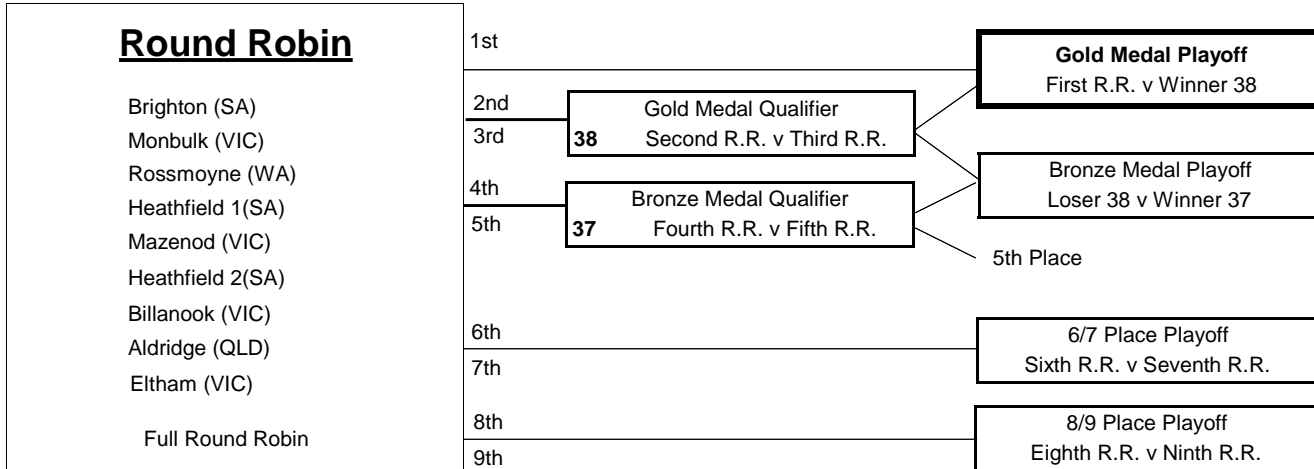 Round Robin
Brighton (SA)
Monbulk (VIC)
Rossmoyne (WA)
Heathfield 1(SA)
Mazenod (VIC)
Heathfield 2(SA)
Billanook (VIC)
Aldridge (QLD)
Eltham (VIC)
Full Round Robin
1st
2nd
3rd
4th
5th
6th
7th
8th
9th
Gold Medal Qualifier
38 Second R.R. v Third R.R.
Bronze Medal Qualifier
37 Fourth R.R. v Fifth R.R.
Gold Medal Playoff
First R.R. v Winner 38
Bronze Medal Playoff
Loser 38 v Winner 37
5th Place
6/7 Place Playoff
Sixth R.R. v Seventh R.R.
8/9 Place Playoff
Eighth R.R. v Ninth R.R.